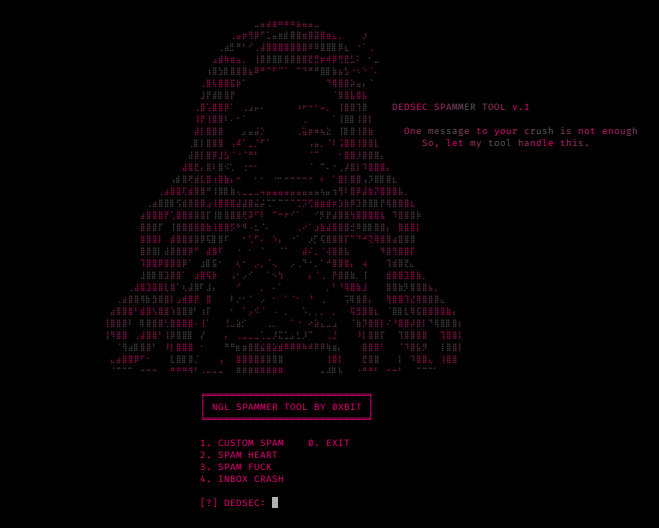 DEDSEC SPAMMER TOOL v.1
One message to your crush is not enough
So, let my tool handle this.
NGL SPAMMER TOOL BY 0XBIT
1. CUSTOM SPAM 0. EXIT
2. SPAM HEART
3. SPAM FUCK
4. INBOX CRASH
[?] DEDSEC: